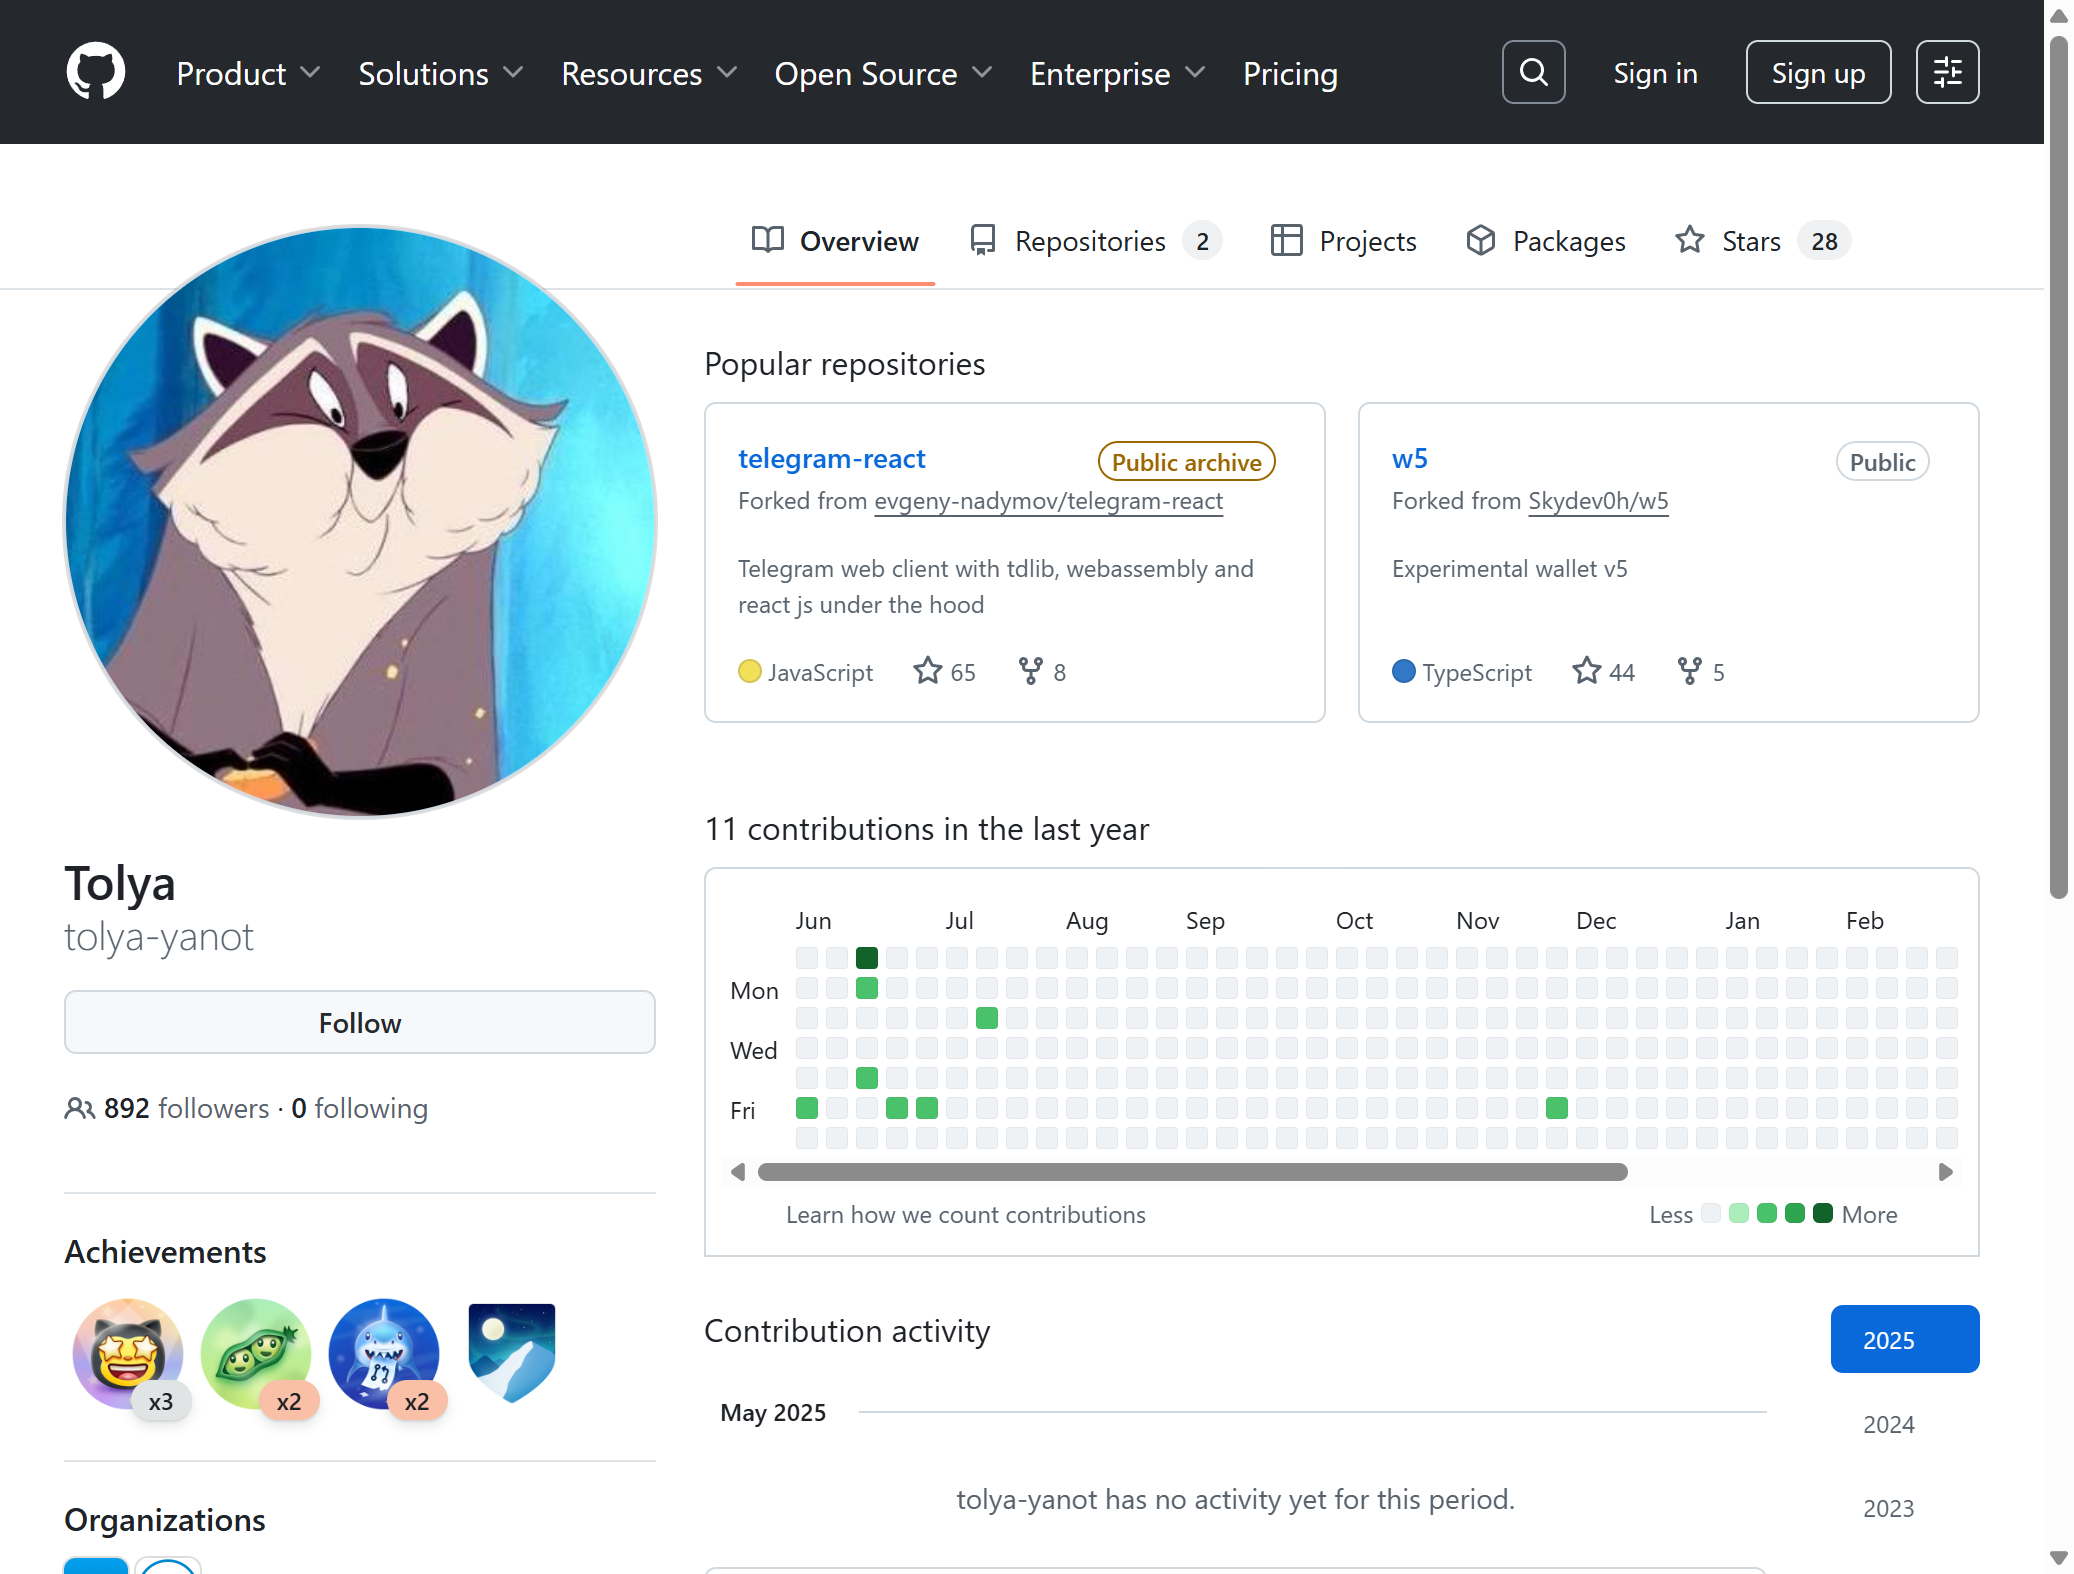 Product Solutions Resources Open Source Enterprise Pricing Sign in Sign up
Overview Repositories 2 Projects Packages Stars 28
Tolya
tolya-yanot
Follow
892 followers · 0 following
Achievements
x3 x2 x2
Organizations
Popular repositories
telegram-react Public archive
Forked from evgeny-nadymov/telegram-react
Telegram web client with tdlib, webassembly and
react js under the hood
JavaScript 65 8
w5 Public
Forked from Skydev0h/w5
Experimental wallet v5
TypeScript 44 5
11 contributions in the last year
Jun Jul Aug Sep Oct Nov Dec Jan Feb
Mon
Wed
Fri
Learn how we count contributions Less More
Contribution activity
2025
2024
2023
May 2025
tolya-yanot has no activity yet for this period.